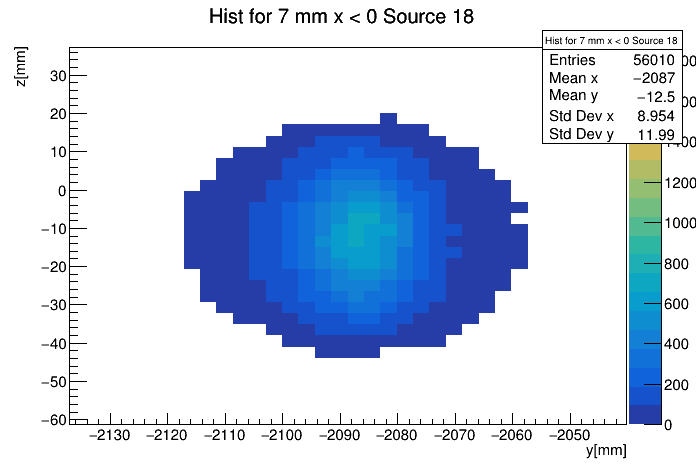 Hist for 7 mm x < 0 Source 18
Hist for 7 mm x < 0 Source 18
Entries 56010
Mean x −2087
Mean y −12.5
Std Dev x 8.954
Std Dev y 11.99
z[mm]
30
20
10
0
−10
−20
−30
−40
−50
−60
−2130 −2120 −2110 −2100 −2090 −2080 −2070 −2060 −2050
y[mm]
1200
1000
800
600
400
200
0